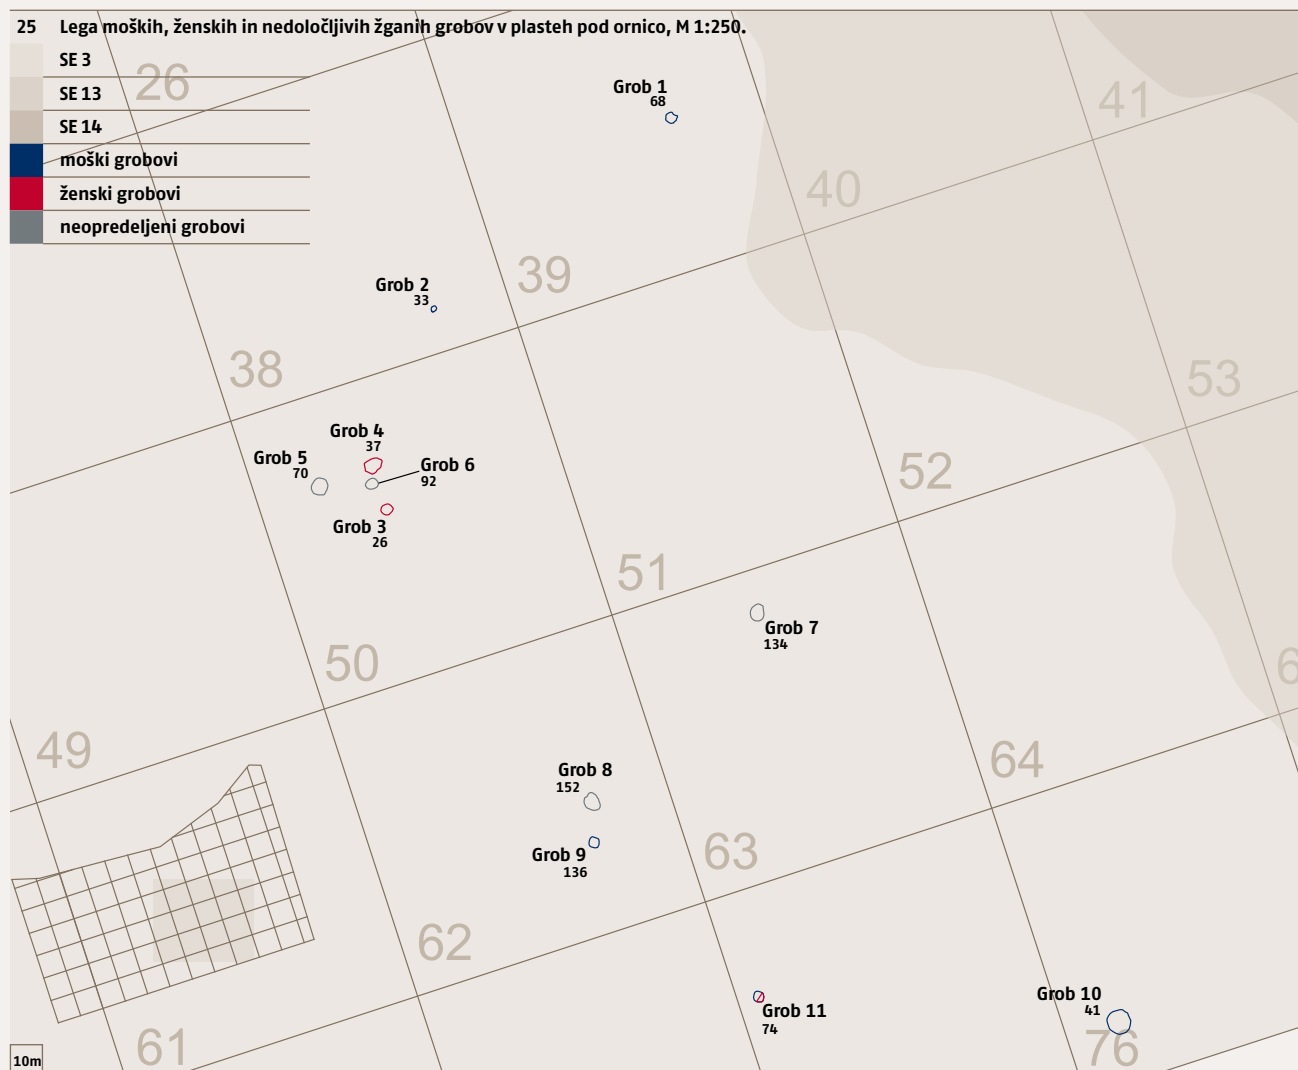 25 Lega moških, ženskih in nedoločljivih žganih grobov v plasteh pod ornico, M 1:250.
SE 3
SE 13
SE 14
moški grobovi
ženski grobovi
neopredeljeni grobovi
26
Grob 1
68
41
40
Grob 2
33
39
38
53
Grob 4
37
Grob 5
70
Grob 6
92
Grob 3
26
52
51
Grob 7
134
50
6
49
64
Grob 8
152
Grob 9
136
63
62
Grob 10
41
Grob 11
74
61
76
10m